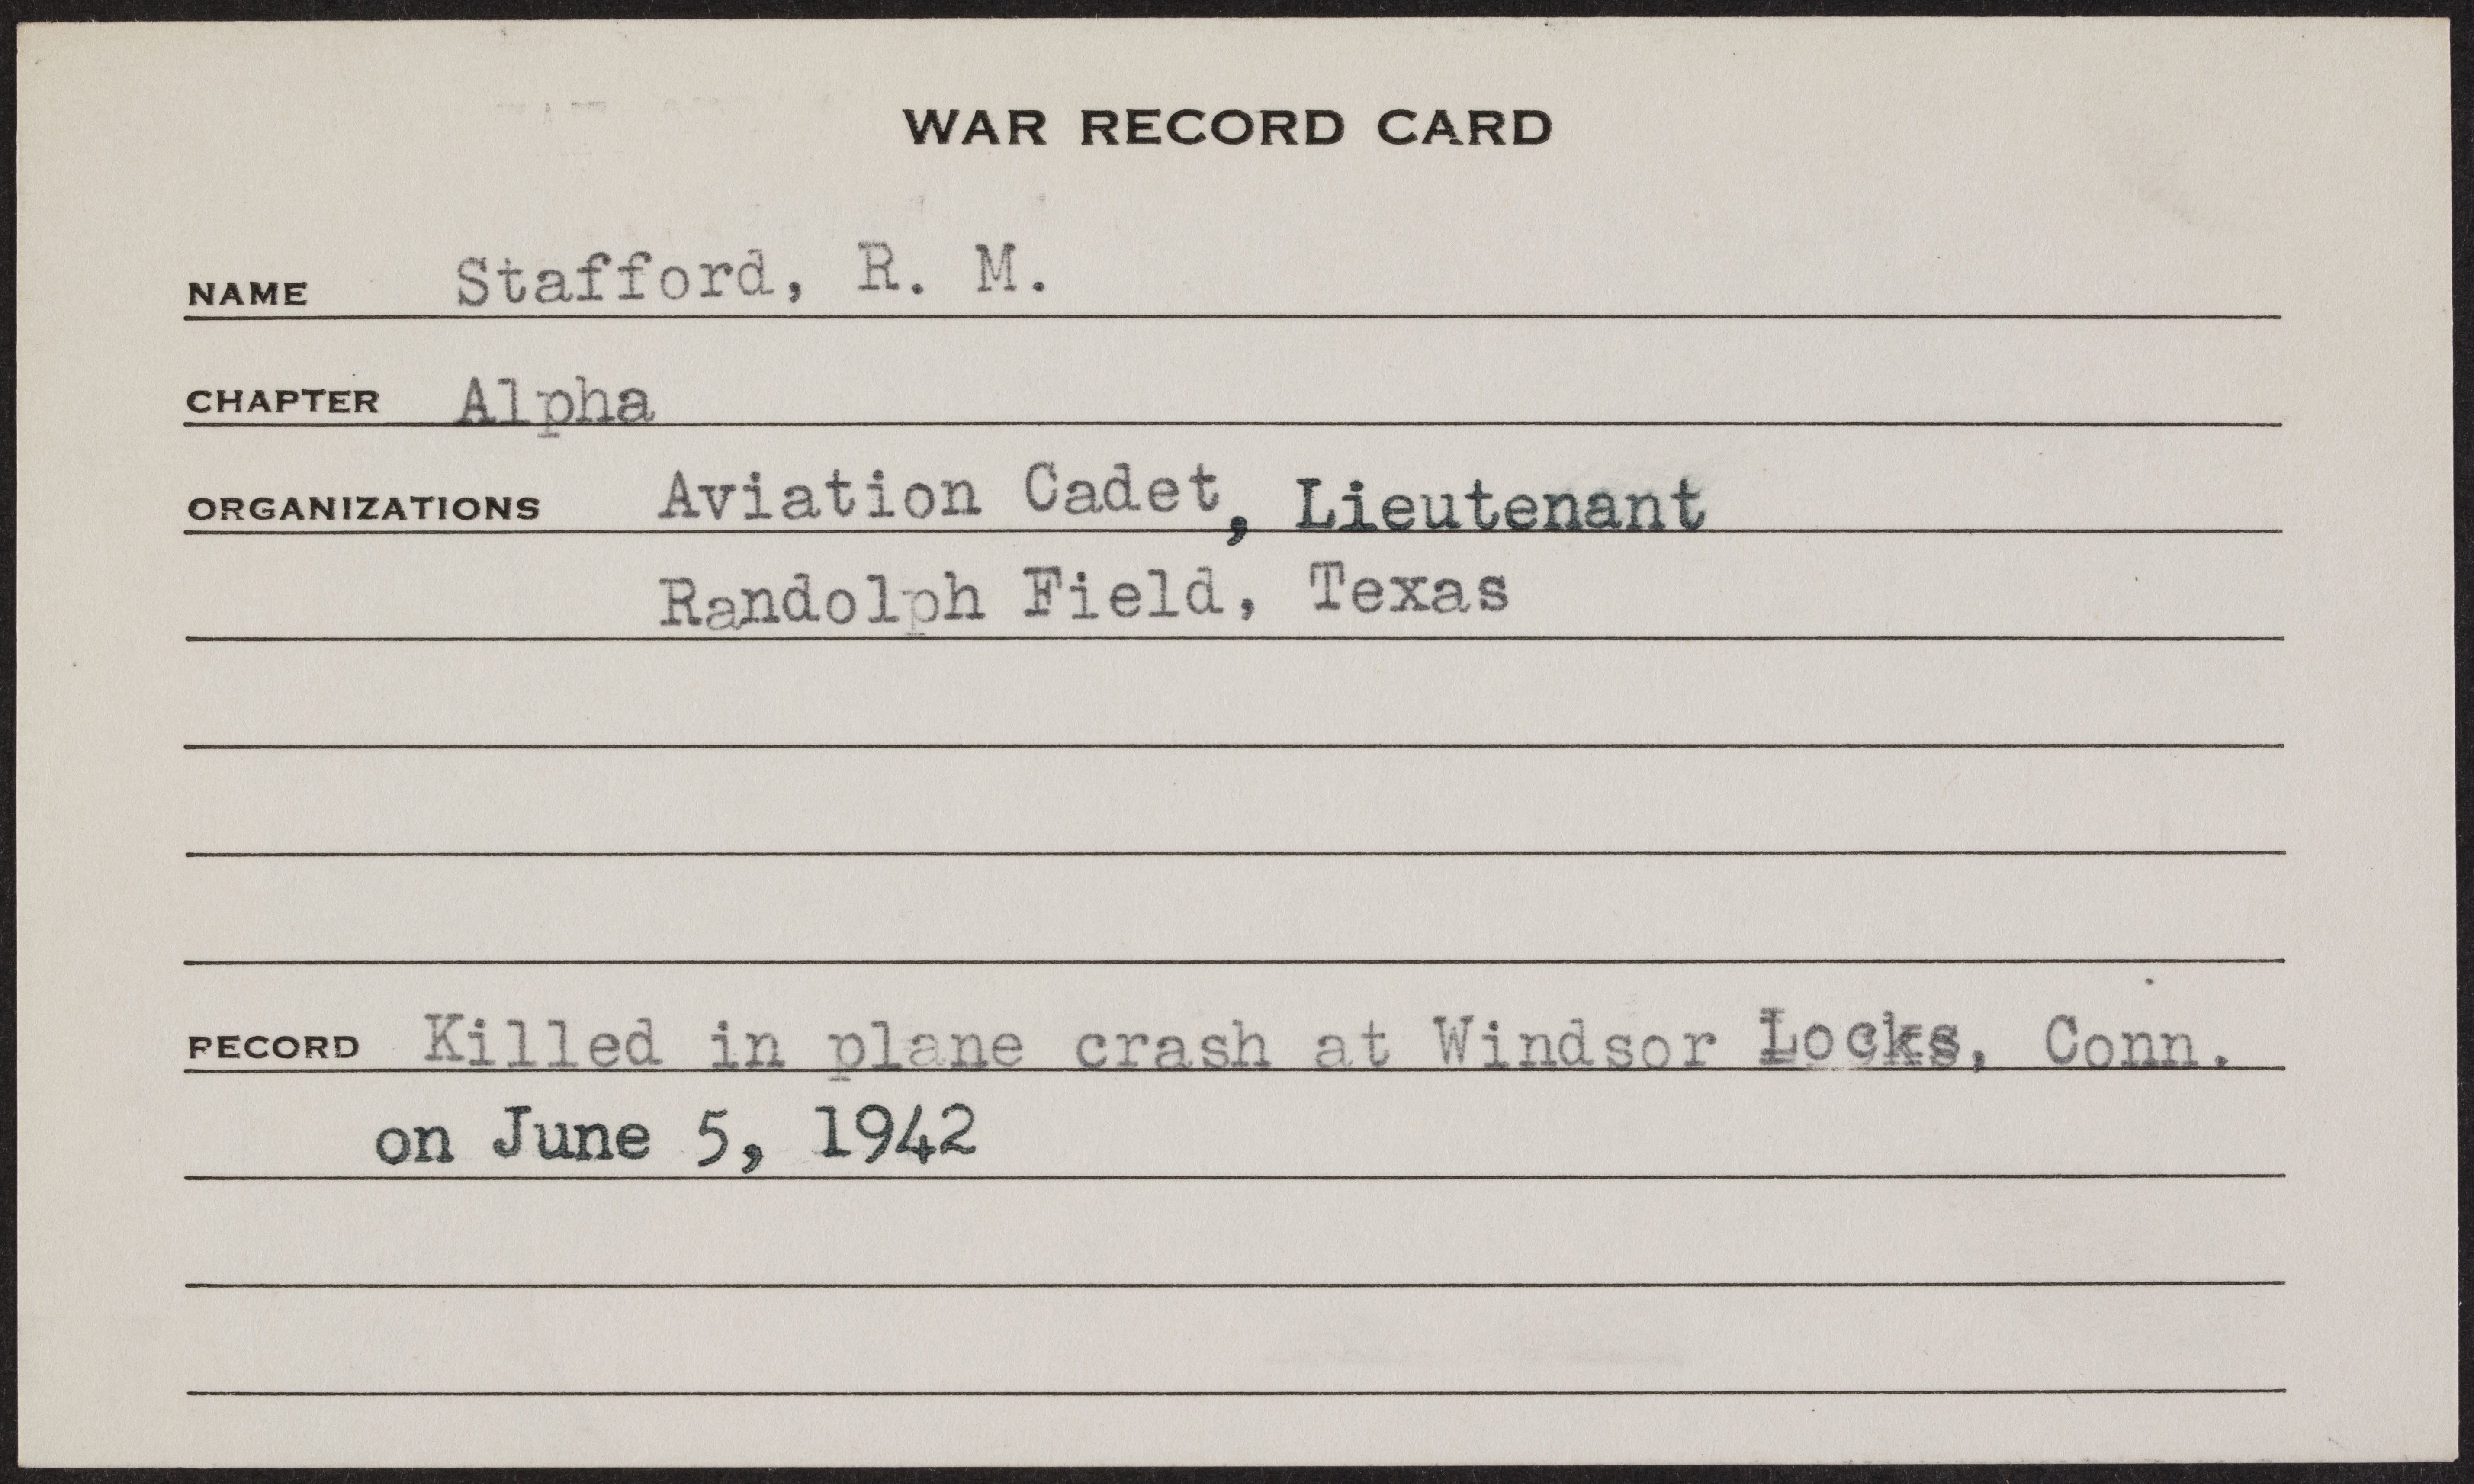 WAR RECORD CARD
NAME Stafford, R. M.
CHAPTER Alpha
ORGANIZATIONS Aviation Cadet, Lieutenant
Randolph Field, Texas
RECORD Killed in plane crash at Windsor Locks, Conn.
on June 5, 1942